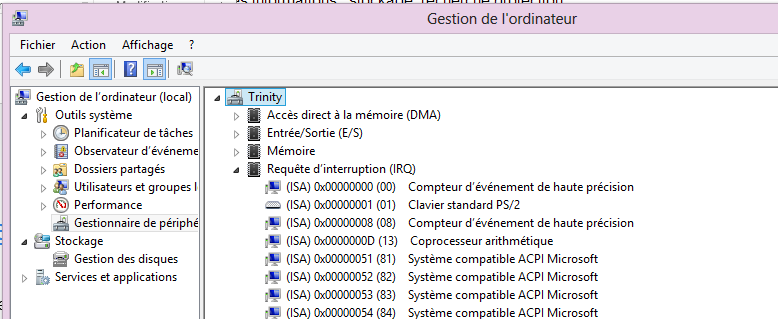 Gestion de l'ordinateur
Fichier Action Affichage ?
Gestion de l'ordinateur (local)
Outils système
Planificateur de tâches
Observateur d'événeme
Dossiers partagés
Utilisateurs et groupes l
Performance
Gestionnaire de périphé
Stockage
Gestion des disques
Services et applications
Trinity
Accès direct à la mémoire (DMA)
Entrée/Sortie (E/S)
Mémoire
Requête d'interruption (IRQ)
(ISA) 0x00000000 (00) Compteur d'événement de haute précision
(ISA) 0x00000001 (01) Clavier standard PS/2
(ISA) 0x00000008 (08) Compteur d'événement de haute précision
(ISA) 0x0000000D (13) Coprocesseur arithmétique
(ISA) 0x00000051 (81) Système compatible ACPI Microsoft
(ISA) 0x00000052 (82) Système compatible ACPI Microsoft
(ISA) 0x00000053 (83) Système compatible ACPI Microsoft
(ISA) 0x00000054 (84) Système compatible ACPI Microsoft